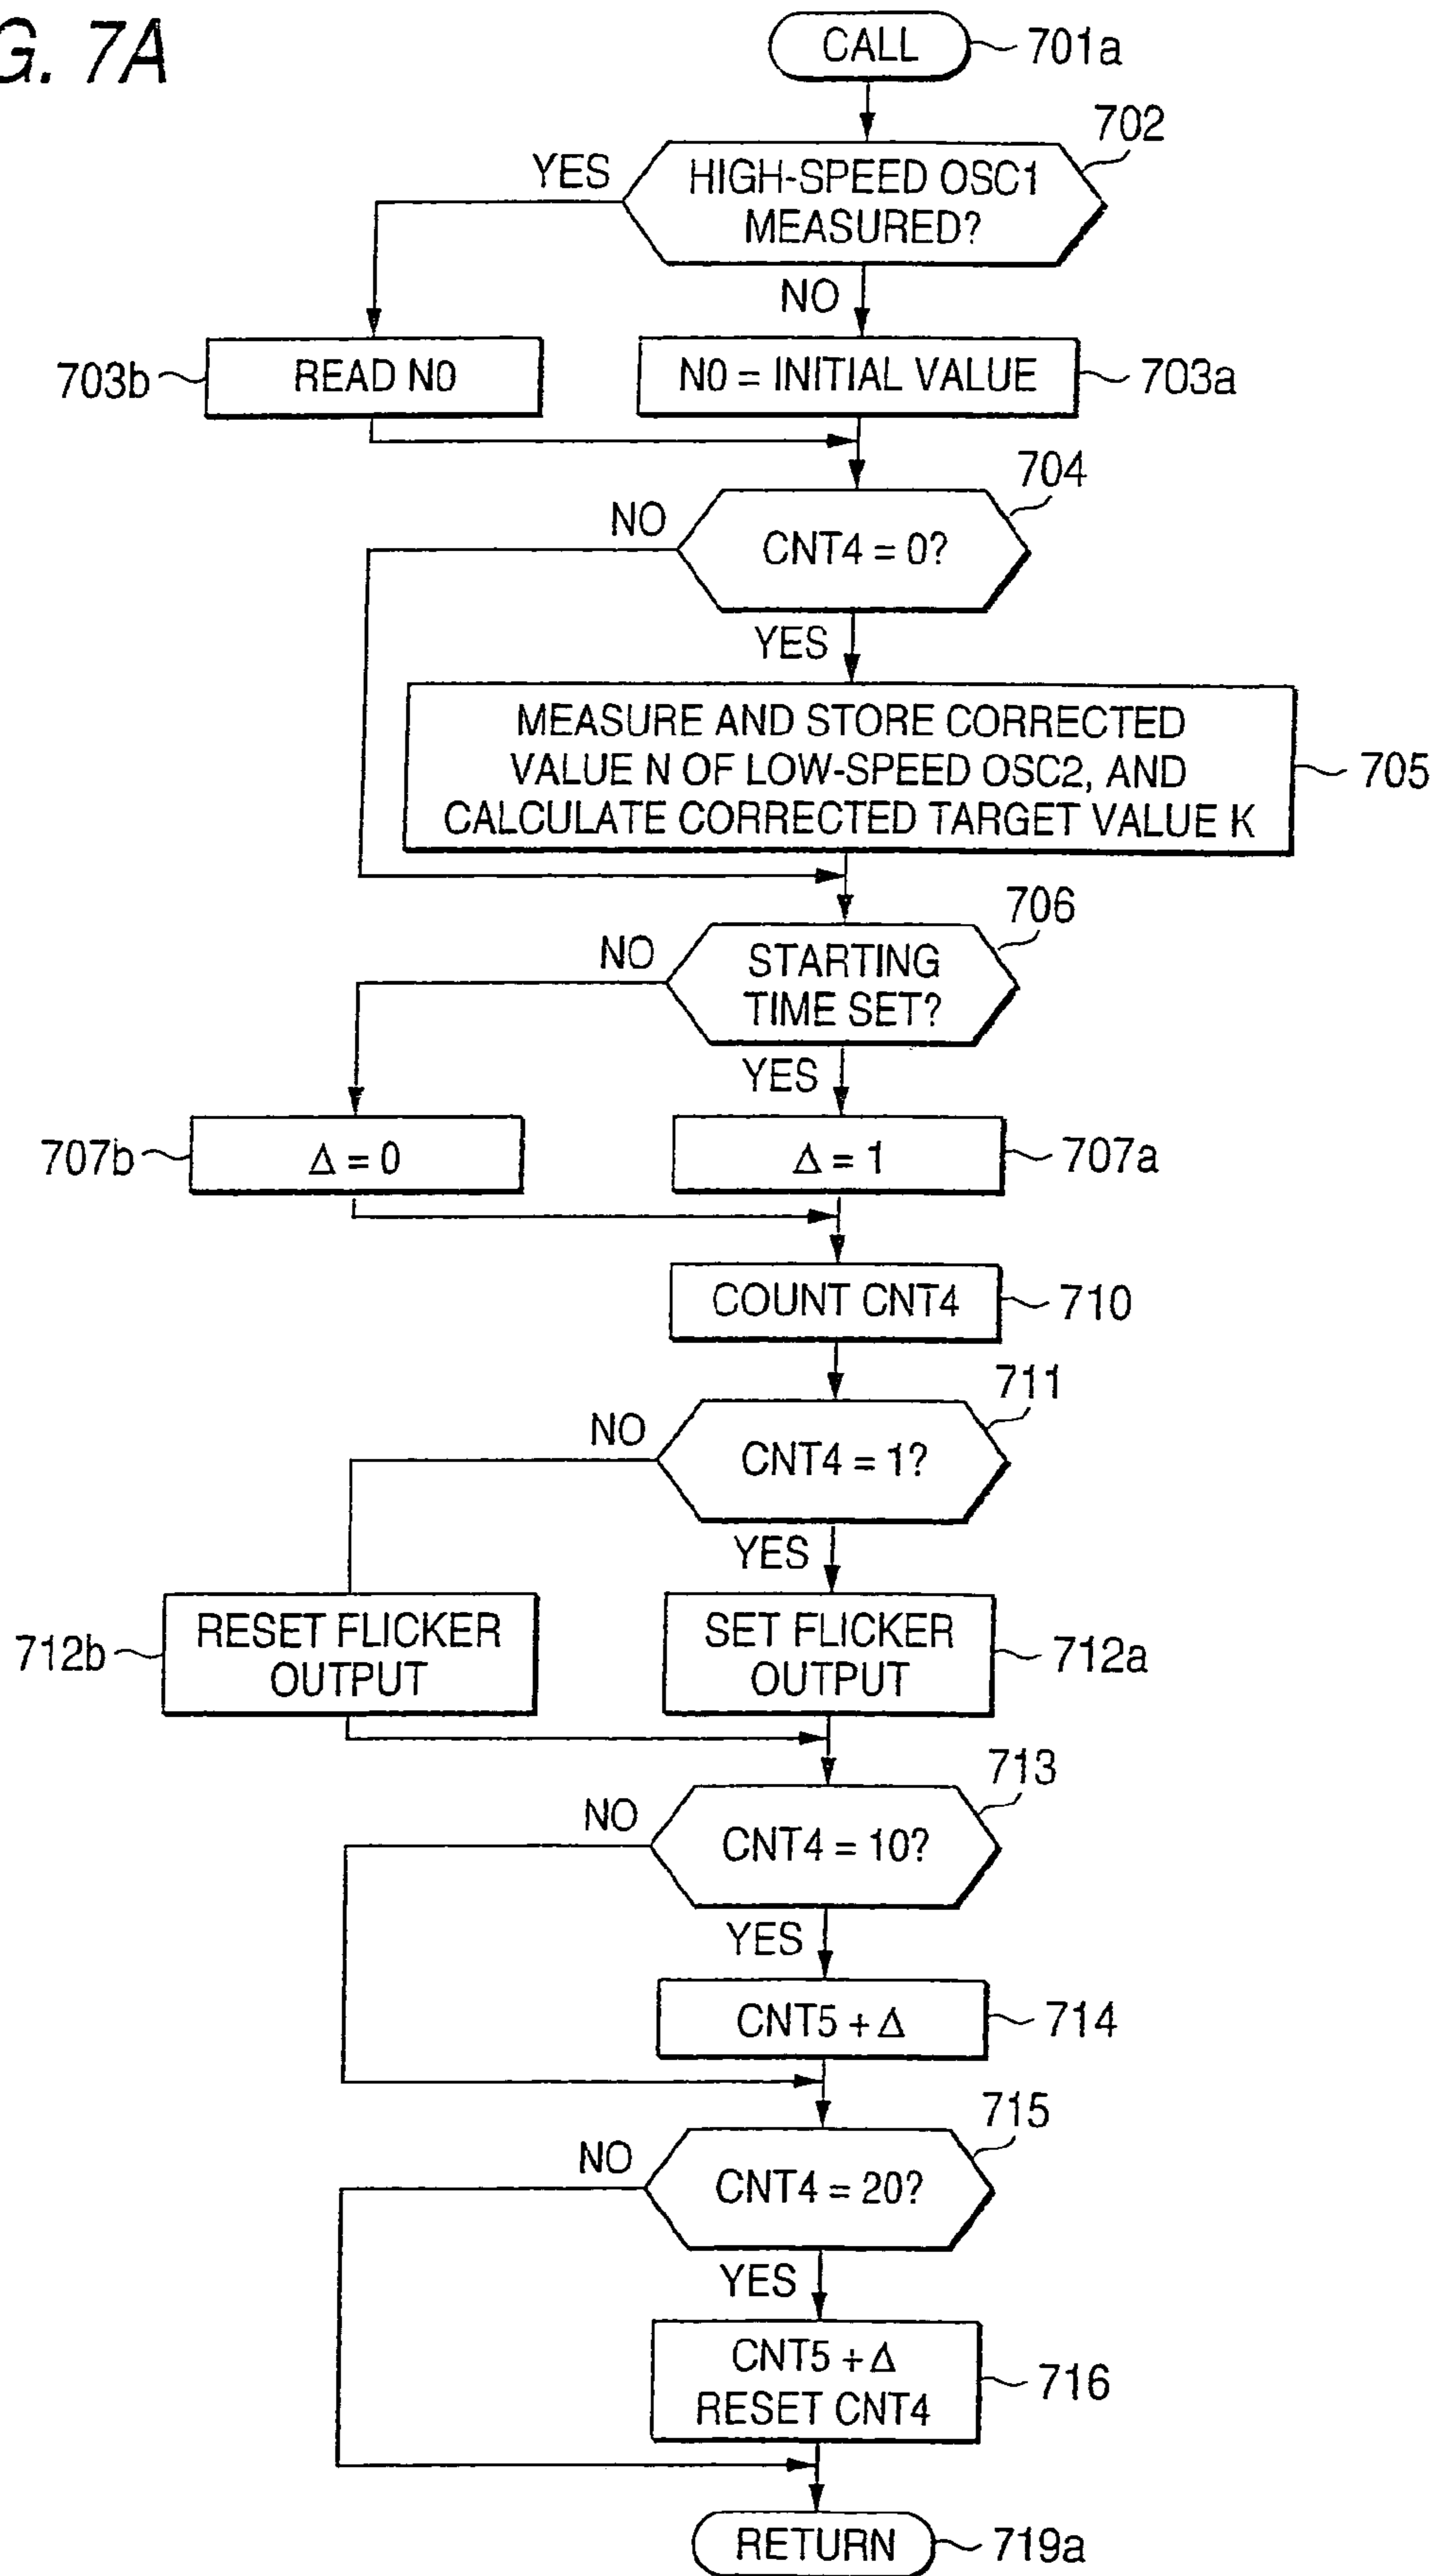 G. 7A
CALL
701a
702
YES
HIGH-SPEED OSC1
MEASURED?
NO
703b
READ N0
N0 = INITIAL VALUE
703a
704
NO
CNT4 = 0?
YES
MEASURE AND STORE CORRECTED
VALUE N OF LOW-SPEED OSC2, AND
CALCULATE CORRECTED TARGET VALUE K
705
706
NO
STARTING
TIME SET?
YES
707b
Δ = 0
Δ = 1
707a
COUNT CNT4
710
711
NO
CNT4 = 1?
YES
712b
RESET FLICKER
OUTPUT
SET FLICKER
OUTPUT
712a
713
NO
CNT4 = 10?
YES
CNT5 + Δ
714
715
NO
CNT4 = 20?
YES
CNT5 + Δ
RESET CNT4
716
RETURN
719a